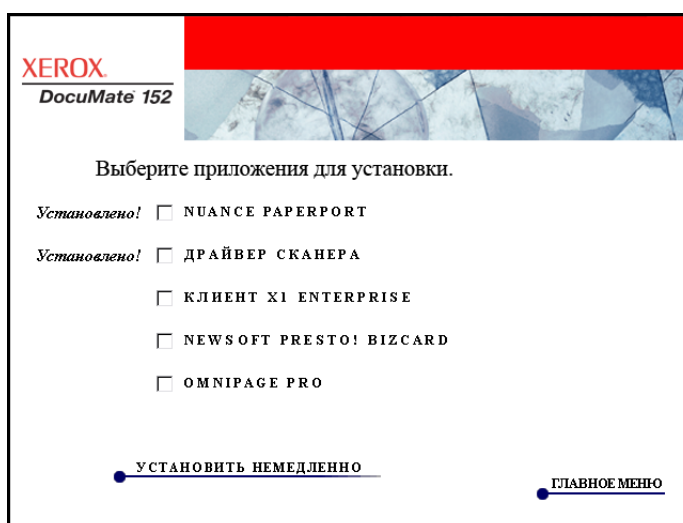 XEROX.
DocuMate 152
Выберите приложения для установки.
Установлено! NUANCE PAPERPORT
Установлено! ДРАЙВЕР СКАНЕРА
КЛИЕНТ X1 ENTERPRISE
NEWSOFT PRESTO! BIZCARD
OMNIPAGE PRO
УСТАНОВИТЬ НЕМЕДЛЕННО
ГЛАВНОЕ МЕНЮ